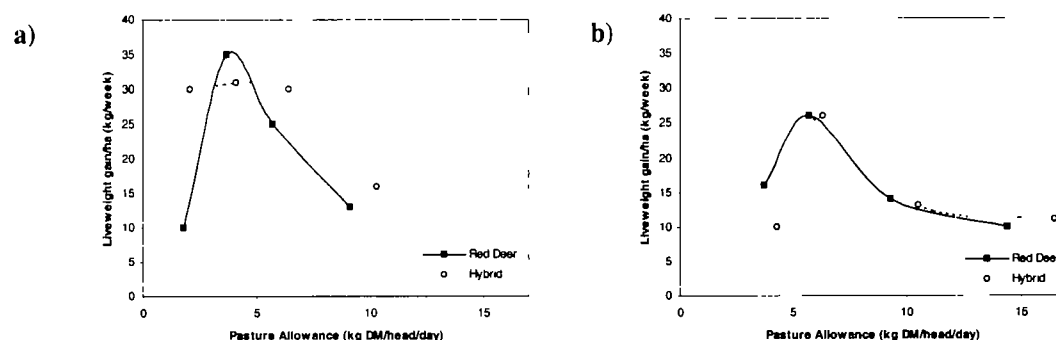 a)
Liveweight gain/ha (kg/week)
40
35
30
25
20
15
10
5
0
Red Deer
Hybrid
0 5 10 15
Pasture Allowance (kg DM/head/day)
b)
Liveweight gain/ha (kg/week)
40
35
30
25
20
15
10
5
0
Red Deer
Hybrid
0 5 10 15
Pasture Allowance (kg DM/head/day)